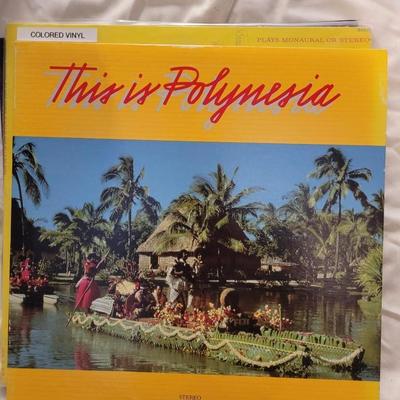 COLORED VINYL
PLAYS MONAURAL OR STEREO
This is Polynesia
STEREO